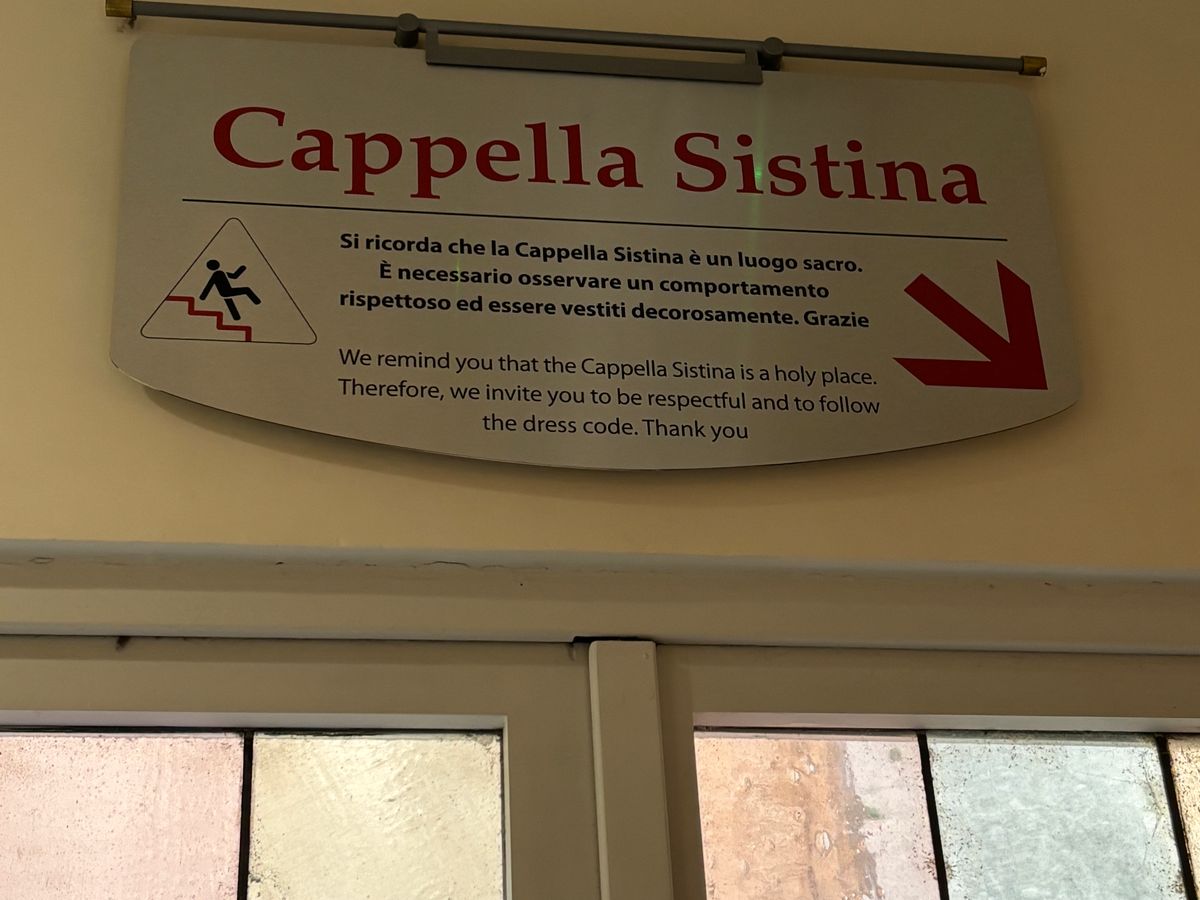 Cappella Sistina
Si ricorda che la Cappella Sistina è un luogo sacro.
È necessario osservare un comportamento
rispettoso ed essere vestiti decorosamente. Grazie
We remind you that the Cappella Sistina is a holy place.
Therefore, we invite you to be respectful and to follow
the dress code. Thank you